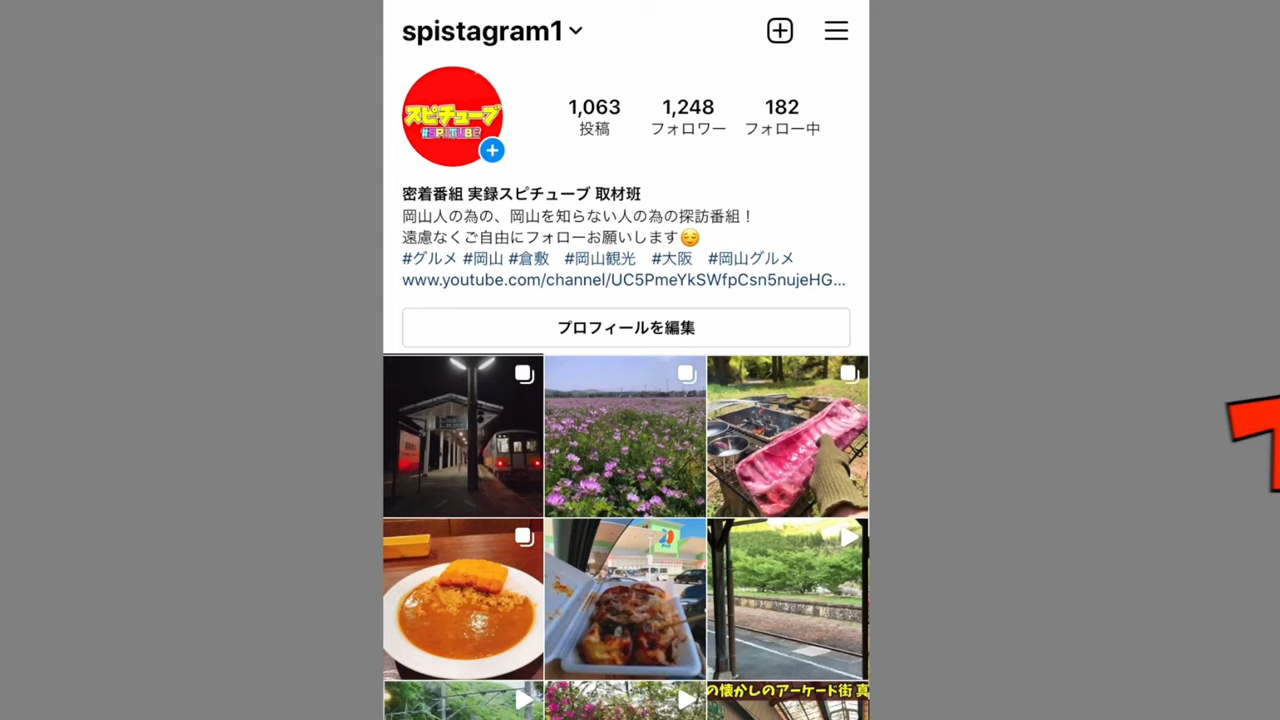 spistagram1
スピチューブ
#SPITUBE
1,063
投稿
1,248
フォロワー
182
フォロー中
密着番組 実録スピチューブ 取材班
岡山人の為の、岡山を知らない人の為の探訪番組！
遠慮なくご自由にフォローお願いします😌
#グルメ #岡山 #倉敷　#岡山観光　#大阪　#岡山グルメ
www.youtube.com/channel/UC5PmeYkSWfpCsn5nujeHG...
プロフィールを編集
の懐かしのアーケード街 真